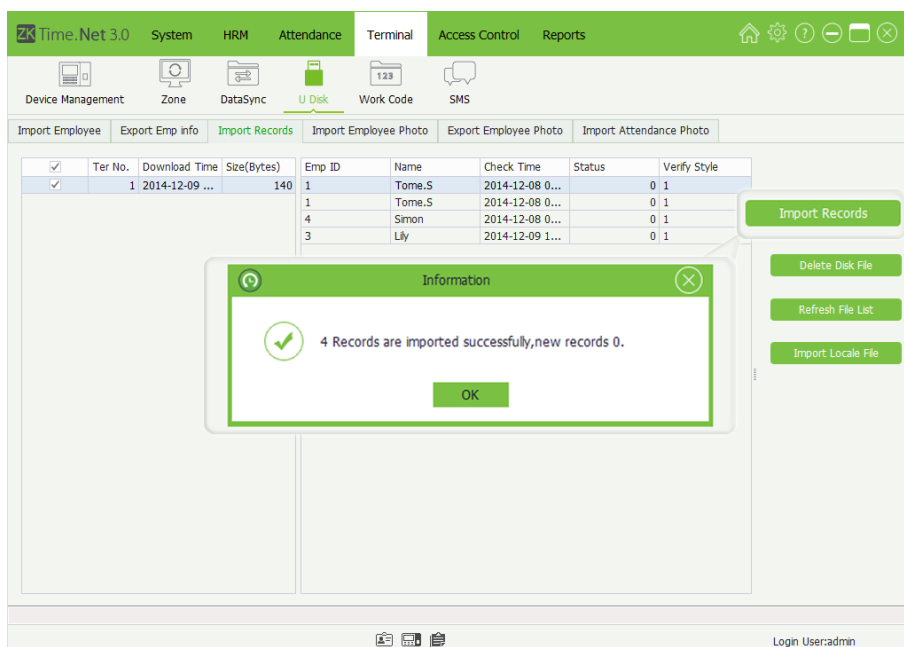 ZK Time.Net 3.0 System HRM Attendance Terminal Access Control Reports
123
Device Management Zone DataSync U Disk Work Code SMS
Import Employee Export Emp info Import Records Import Employee Photo Export Employee Photo Import Attendance Photo
Ter No. Download Time Size(Bytes) Emp ID Name Check Time Status Verify Style
1 2014-12-09 ... 140 1 Tome.S 2014-12-08 0... 0 1
1 Tome.S 2014-12-08 0... 0 1
4 Simon 2014-12-08 0... 0 1
3 Lily 2014-12-09 1... 0 1
Import Records
Delete Disk File
Refresh File List
Import Locale File
Information
4 Records are imported successfully,new records 0.
OK
Login User:admin